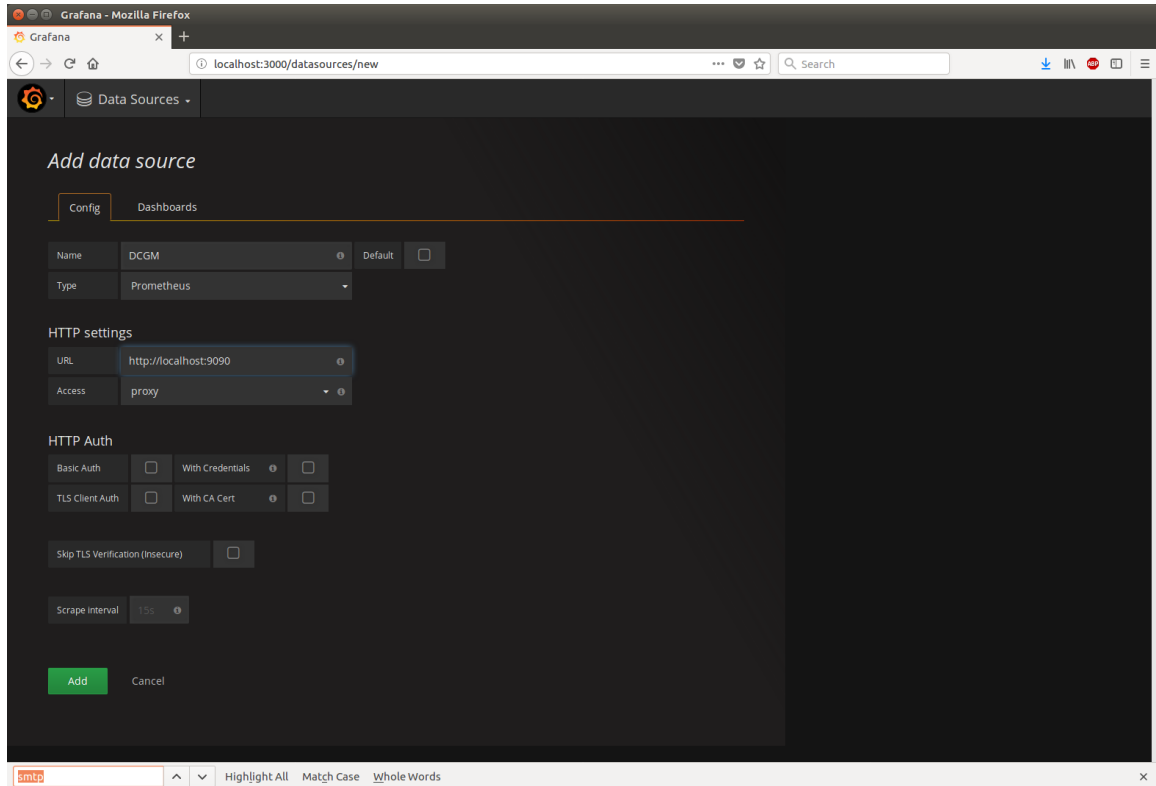 Grafana - Mozilla Firefox
Grafana
localhost:3000/datasources/new
Search
ABP
Data Sources
Add data source
Config Dashboards
Name DCGM Default
Type Prometheus
HTTP settings
URL http://localhost:9090
Access proxy
HTTP Auth
Basic Auth With Credentials
TLS Client Auth With CA Cert
Skip TLS Verification (Insecure)
Scrape interval 15s
Add Cancel
smtp Highlight All Match Case Whole Words